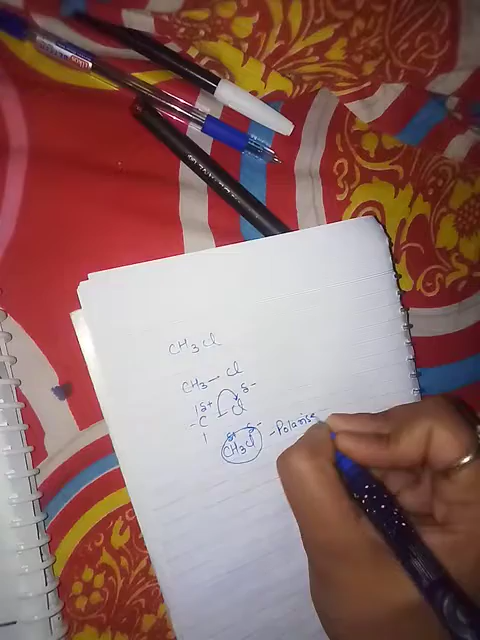 CH3Cl
CH3 — Cl
δ-
δ+
-C — Cl
δ+ δ-
CH3Cl - Polarise